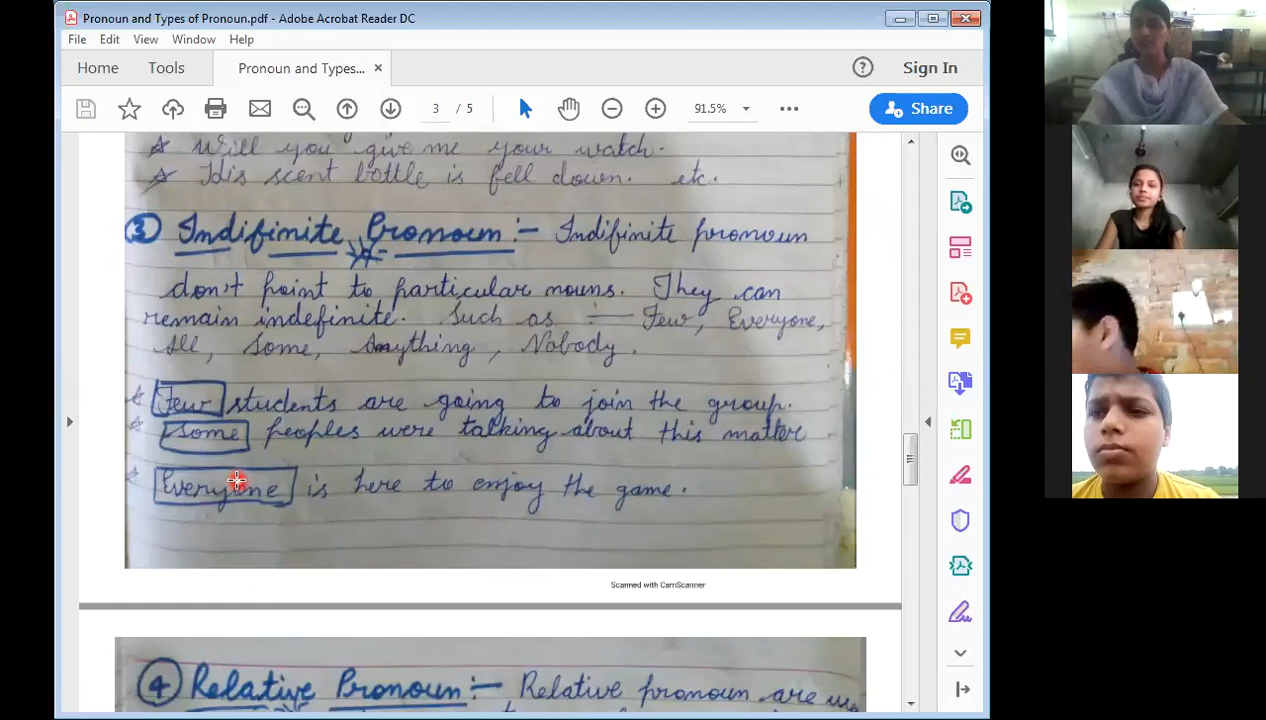 Pronoun and Types of Pronoun.pdf - Adobe Acrobat Reader DC
File Edit View Window Help
Home Tools Pronoun and Types... × Sign In
3 / 5 91.5% Share
☆ Will you give me your watch.
☆ This scent bottle is fell down. etc.
③ Indifinite Pronoun :- Indifinite pronoun
don't point to particular nouns. They can
remain indefinite. Such as :— Few, Everyone,
All, Some, Anything, Nobody.
☆ Few students are going to join the group.
☆ Some peoples were talking about this matter
☆ Everyone is here to enjoy the game.
Scanned with CamScanner
④ Relative Pronoun :- Relative pronoun are